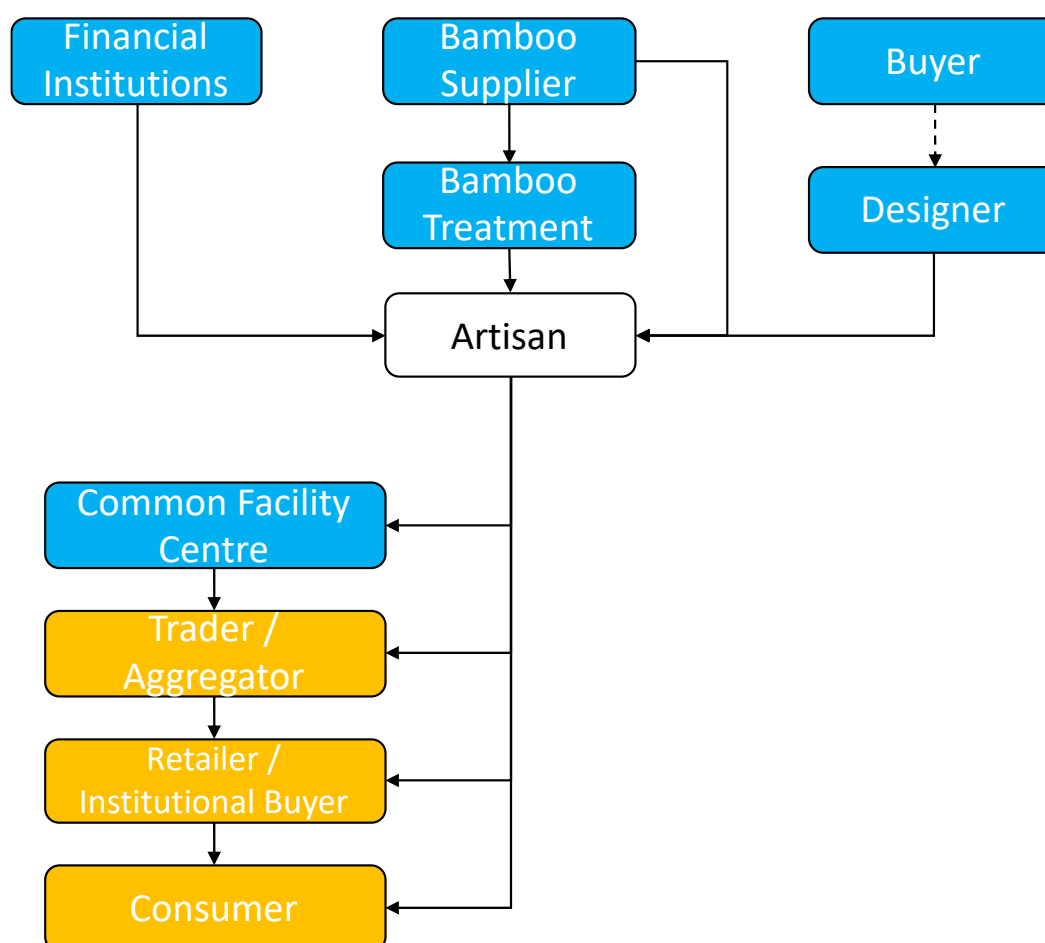 Financial
Institutions
Bamboo
Supplier
Buyer
Bamboo
Treatment
Designer
Artisan
Common Facility
Centre
Trader /
Aggregator
Retailer /
Institutional Buyer
Consumer